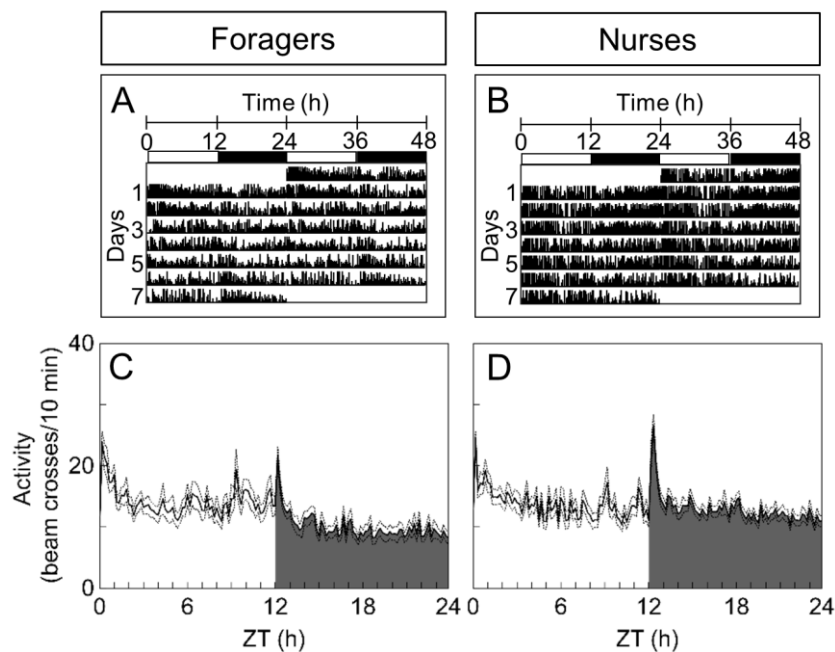 Foragers
Nurses
A
Time (h)
0 12 24 36 48
Days
1
3
5
7
B
Time (h)
0 12 24 36 48
Days
1
3
5
7
C
Activity
(beam crosses/10 min)
40
20
0
0 6 12 18 24
ZT (h)
D
0 6 12 18 24
ZT (h)